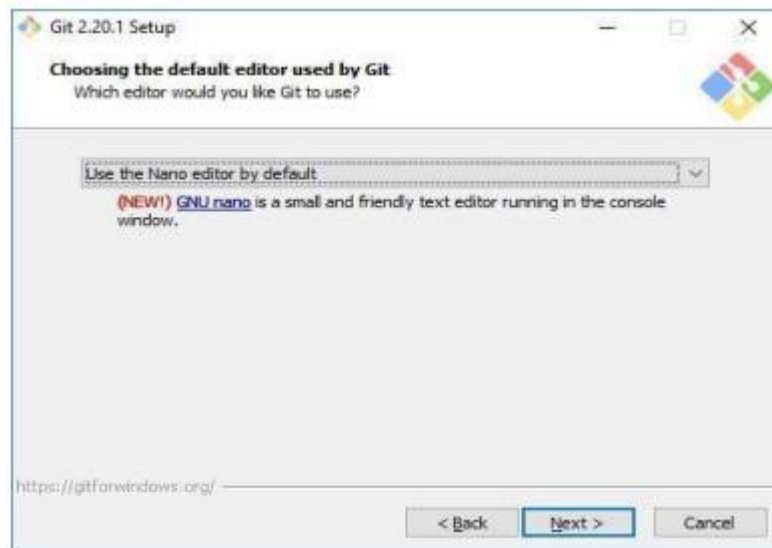 Git 2.20.1 Setup
Choosing the default editor used by Git
Which editor would you like Git to use?
Use the Nano editor by default
(NEW!) GNU nano is a small and friendly text editor running in the console
window.
https://gitforwindows.org/
< Back
Next >
Cancel